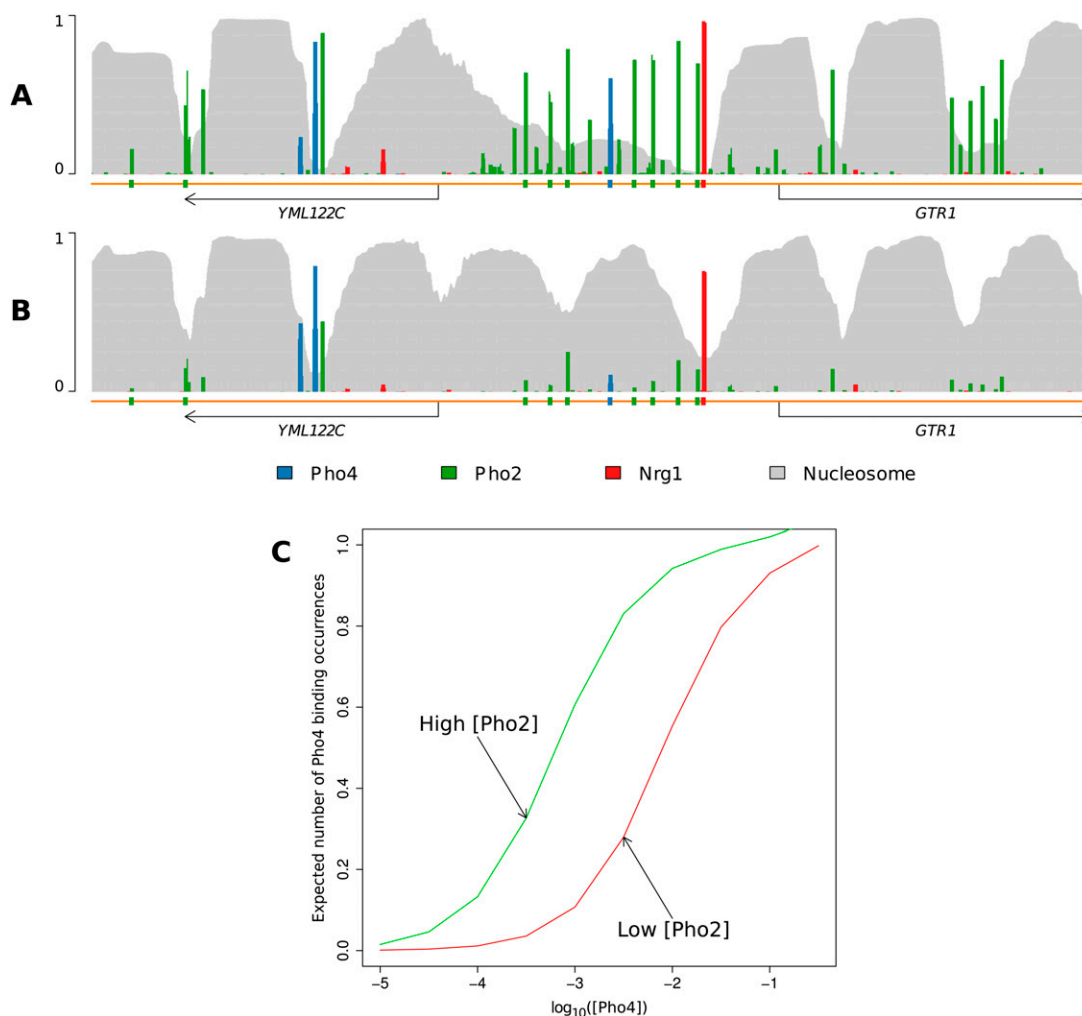 1
A
0
YML122C
GTR1
1
B
0
YML122C
GTR1
Pho4
Pho2
Nrg1
Nucleosome
C
Expected number of Pho4 binding occurrences
1.0
0.8
0.6
0.4
0.2
0.0
High [Pho2]
Low [Pho2]
−5
−4
−3
−2
−1
log10([Pho4])